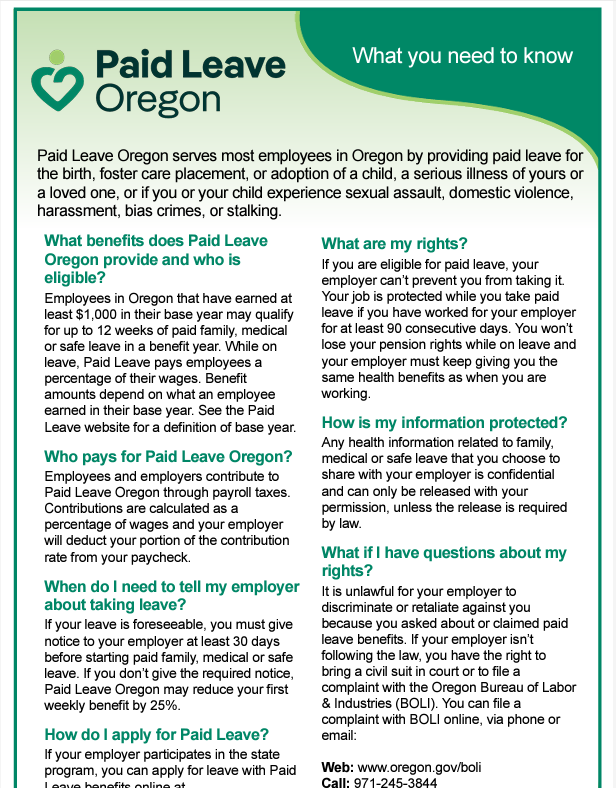 Paid Leave
Oregon
What you need to know
Paid Leave Oregon serves most employees in Oregon by providing paid leave for
the birth, foster care placement, or adoption of a child, a serious illness of yours or
a loved one, or if you or your child experience sexual assault, domestic violence,
harassment, bias crimes, or stalking.
What benefits does Paid Leave
Oregon provide and who is
eligible?
Employees in Oregon that have earned at
least $1,000 in their base year may qualify
for up to 12 weeks of paid family, medical
or safe leave in a benefit year. While on
leave, Paid Leave pays employees a
percentage of their wages. Benefit
amounts depend on what an employee
earned in their base year. See the Paid
Leave website for a definition of base year.
Who pays for Paid Leave Oregon?
Employees and employers contribute to
Paid Leave Oregon through payroll taxes.
Contributions are calculated as a
percentage of wages and your employer
will deduct your portion of the contribution
rate from your paycheck.
When do I need to tell my employer
about taking leave?
If your leave is foreseeable, you must give
notice to your employer at least 30 days
before starting paid family, medical or safe
leave. If you don't give the required notice,
Paid Leave Oregon may reduce your first
weekly benefit by 25%.
How do I apply for Paid Leave?
If your employer participates in the state
program, you can apply for leave with Paid
Leave benefits online at
What are my rights?
If you are eligible for paid leave, your
employer can't prevent you from taking it.
Your job is protected while you take paid
leave if you have worked for your employer
for at least 90 consecutive days. You won't
lose your pension rights while on leave and
your employer must keep giving you the
same health benefits as when you are
working.
How is my information protected?
Any health information related to family,
medical or safe leave that you choose to
share with your employer is confidential
and can only be released with your
permission, unless the release is required
by law.
What if I have questions about my
rights?
It is unlawful for your employer to
discriminate or retaliate against you
because you asked about or claimed paid
leave benefits. If your employer isn't
following the law, you have the right to
bring a civil suit in court or to file a
complaint with the Oregon Bureau of Labor
& Industries (BOLI). You can file a
complaint with BOLI online, via phone or
email:
Web: www.oregon.gov/boli
Call: 971-245-3844